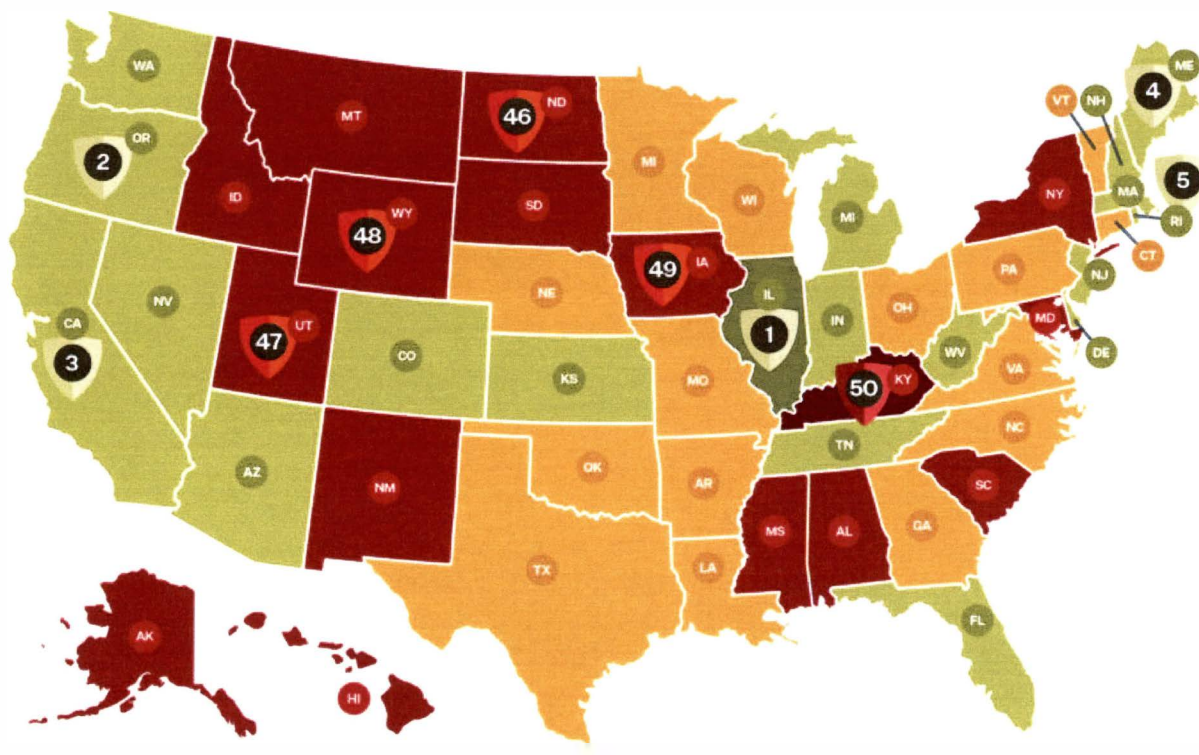 WA
MT
46 ND
4 ME
VT NH
2 OR
MI
WI
MI
NY
MA 5
RI
ID
48 WY
SD
CT
49 IA
PA
NJ
NE
NV
IL
1
IN
OH
MD
DE
CA
3
47 UT
CO
KS
MO
50 KY
WV
VA
TN
NC
AZ
NM
OK
AR
SC
MS
AL
GA
TX
LA
FL
AK
HI